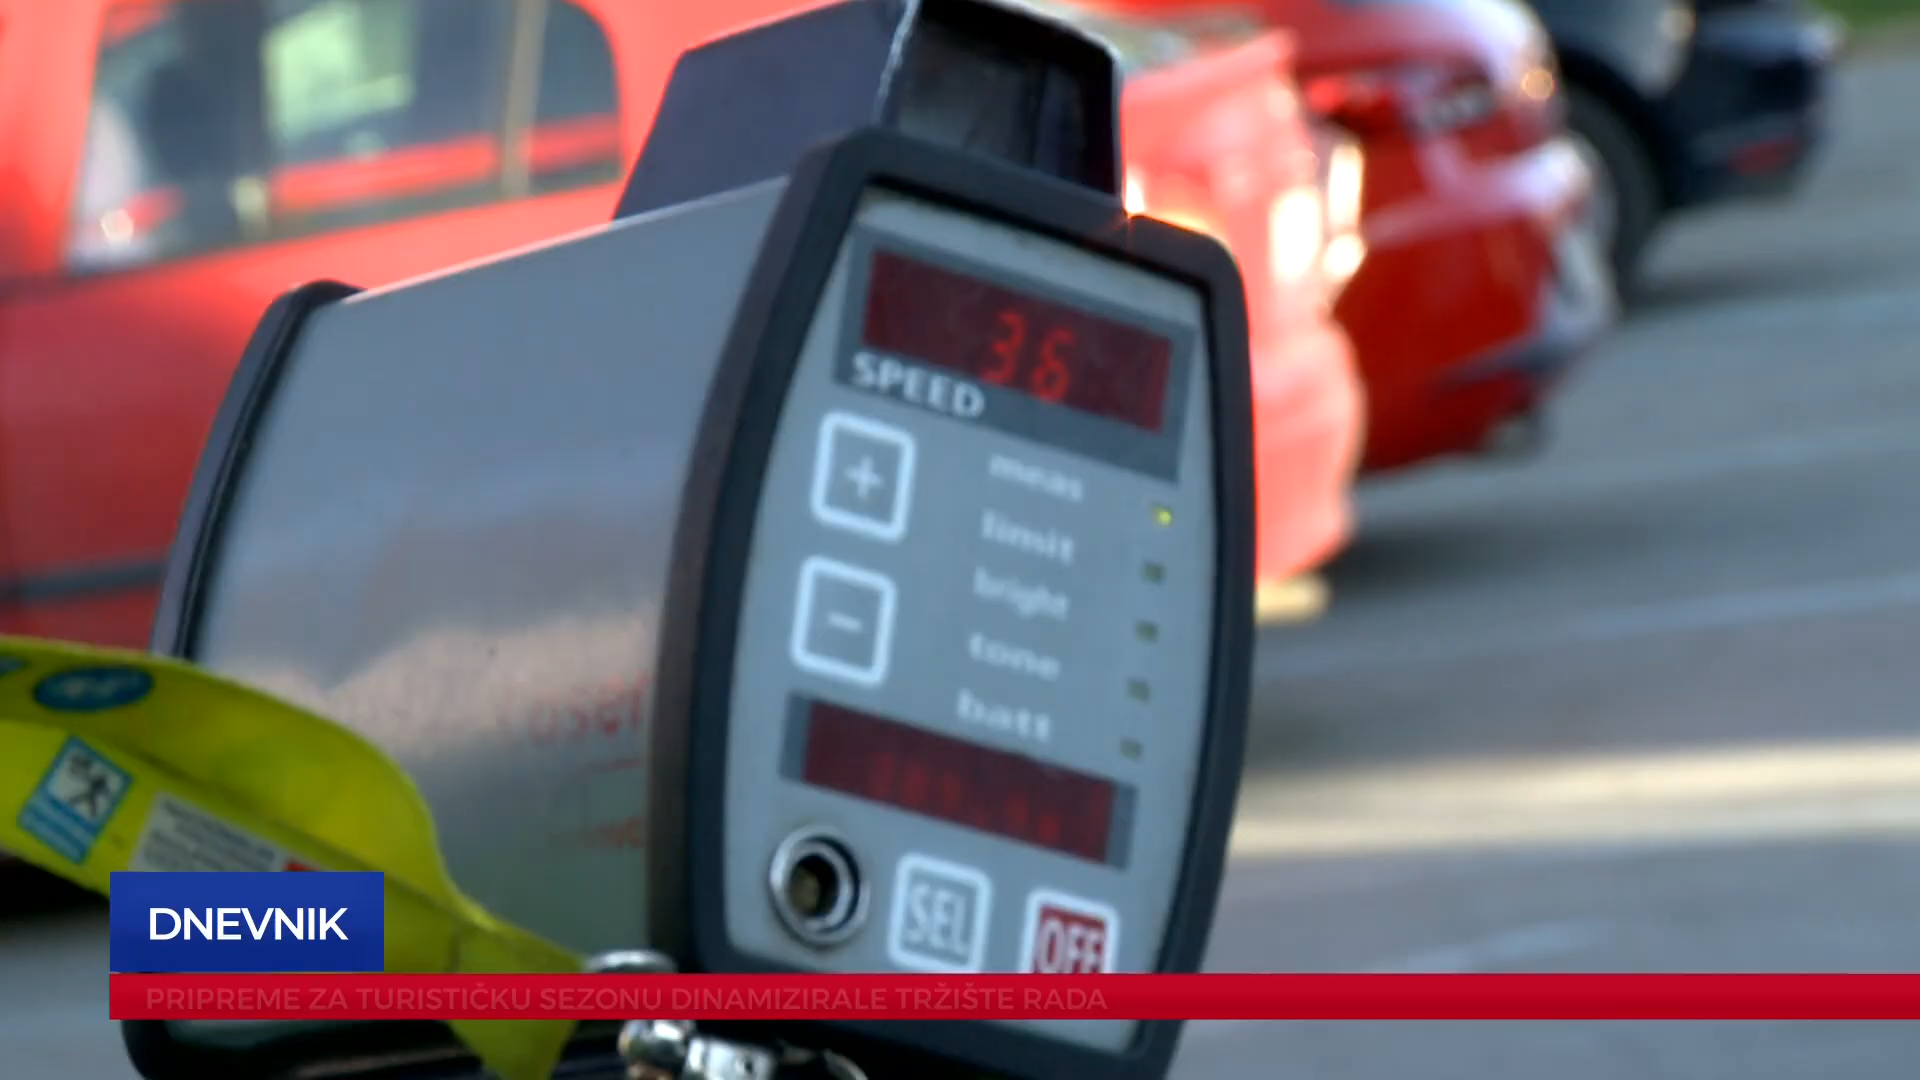 36
SPEED
+
meas
limit
bright
−
tone
batt
SEL
OFF
DNEVNIK
PRIPREME ZA TURISTIČKU SEZONU DINAMIZIRALE TRŽIŠTE RADA